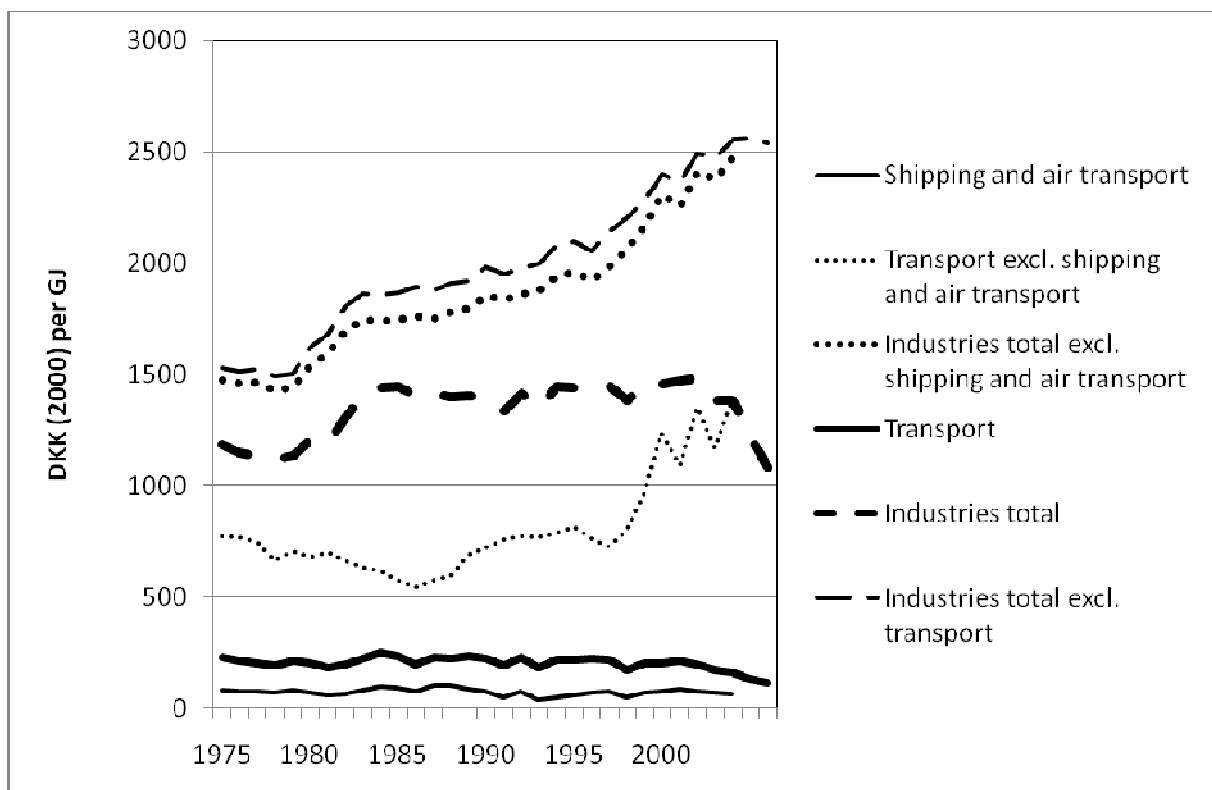 3000
2500
2000
1500
1000
500
0
DKK (2000) per GJ
1975 1980 1985 1990 1995 2000
Shipping and air transport
Transport excl. shipping
and air transport
Industries total excl.
shipping and air transport
Transport
Industries total
Industries total excl.
transport